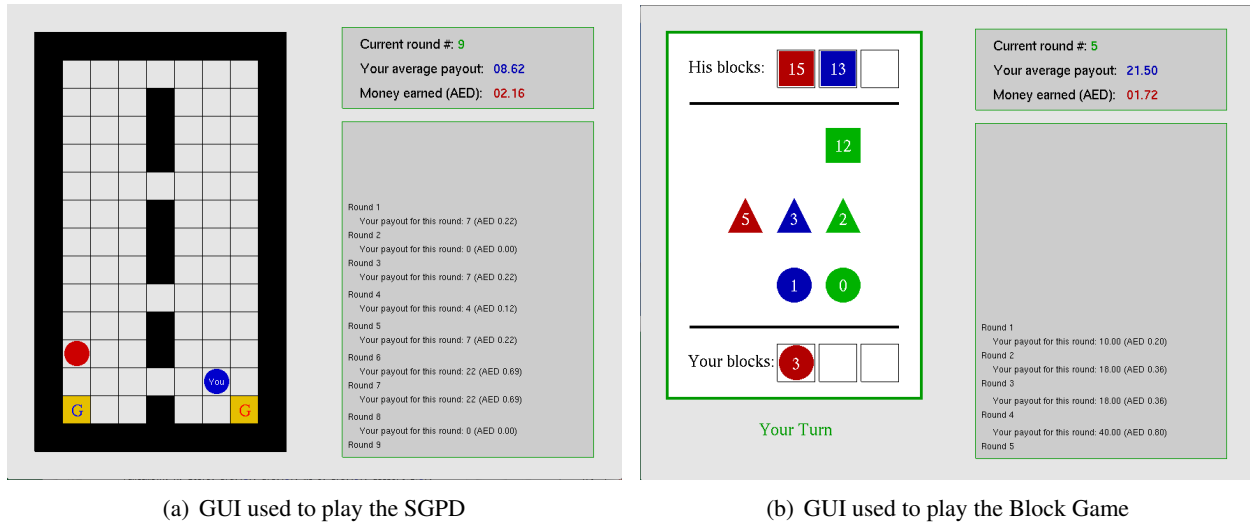 Current round #: 9
Your average payout: 08.62
Money earned (AED): 02.16
You
G
G
Round 1
Your payout for this round: 7 (AED 0.22)
Round 2
Your payout for this round: 0 (AED 0.00)
Round 3
Your payout for this round: 7 (AED 0.22)
Round 4
Your payout for this round: 4 (AED 0.12)
Round 5
Your payout for this round: 7 (AED 0.22)
Round 6
Your payout for this round: 22 (AED 0.69)
Round 7
Your payout for this round: 22 (AED 0.69)
Round 8
Your payout for this round: 0 (AED 0.00)
Round 9
(a) GUI used to play the SGPD
His blocks: 15 13
12
5 3 2
1 0
Your blocks: 3
Your Turn
Current round #: 5
Your average payout: 21.50
Money earned (AED): 01.72
Round 1
Your payout for this round: 10.00 (AED 0.20)
Round 2
Your payout for this round: 18.00 (AED 0.36)
Round 3
Your payout for this round: 18.00 (AED 0.36)
Round 4
Your payout for this round: 40.00 (AED 0.80)
Round 5
(b) GUI used to play the Block Game